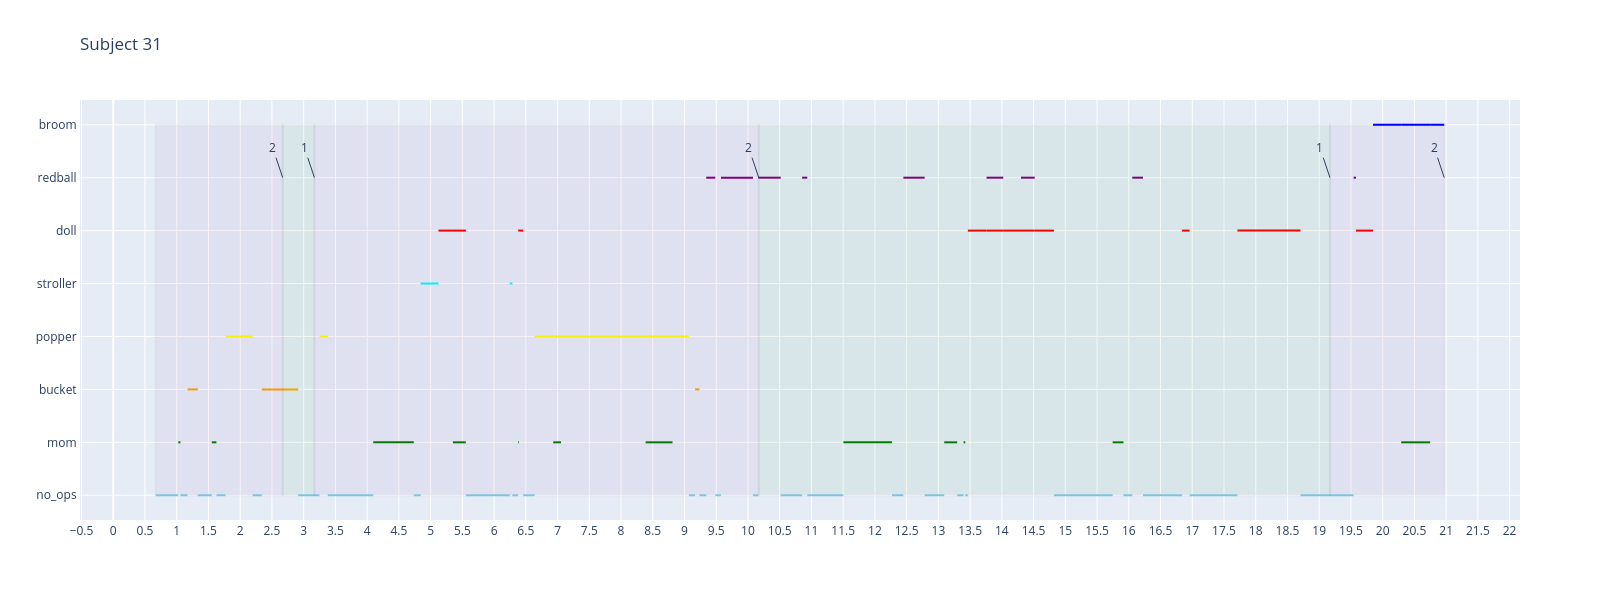 Subject 31
broom
2 1 2 1 2
redball
doll
stroller
popper
bucket
mom
no_ops
−0.5 0 0.5 1 1.5 2 2.5 3 3.5 4 4.5 5 5.5 6 6.5 7 7.5 8 8.5 9 9.5 10 10.5 11 11.5 12 12.5 13 13.5 14 14.5 15 15.5 16 16.5 17 17.5 18 18.5 19 19.5 20 20.5 21 21.5 22